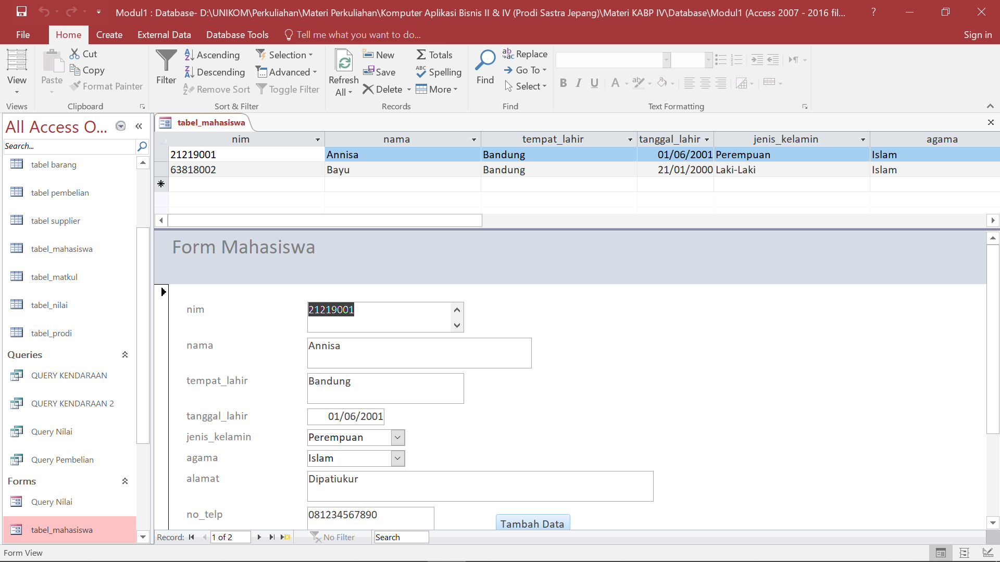 Modul1 : Database- D:\UNIKOM\Perkuliahan\Materi Perkuliahan\Komputer Aplikasi Bisnis II & IV (Prodi Sastra Jepang)\Materi KABP IV\Database\Modul1 (Access 2007 - 2016 fil... ?
File Home Create External Data Database Tools Tell me what you want to do... Sign in
View
Views
Paste
Cut
Copy
Format Painter
Clipboard
Filter
Ascending
Descending
Remove Sort
Selection
Advanced
Toggle Filter
Sort & Filter
Refresh All
New
Save
Delete
Totals
Spelling
More
Records
Find
Replace
Go To
Select
Find
B I U A
Text Formatting
All Access O...
Search...
tabel barang
tabel pembelian
tabel supplier
tabel_mahasiswa
tabel_matkul
tabel_nilai
tabel_prodi
Queries
QUERY KENDARAAN
QUERY KENDARAAN 2
Query Nilai
Query Pembelian
Forms
Query Nilai
tabel_mahasiswa
tabel_mahasiswa
nim nama tempat_lahir tanggal_lahir jenis_kelamin agama
21219001 Annisa Bandung 01/06/2001 Perempuan Islam
63818002 Bayu Bandung 21/01/2000 Laki-Laki Islam
Form Mahasiswa
nim 21219001
nama Annisa
tempat_lahir Bandung
tanggal_lahir 01/06/2001
jenis_kelamin Perempuan
agama Islam
alamat Dipatiukur
no_telp 081234567890
Tambah Data
Record: 1 of 2 No Filter Search
Form View